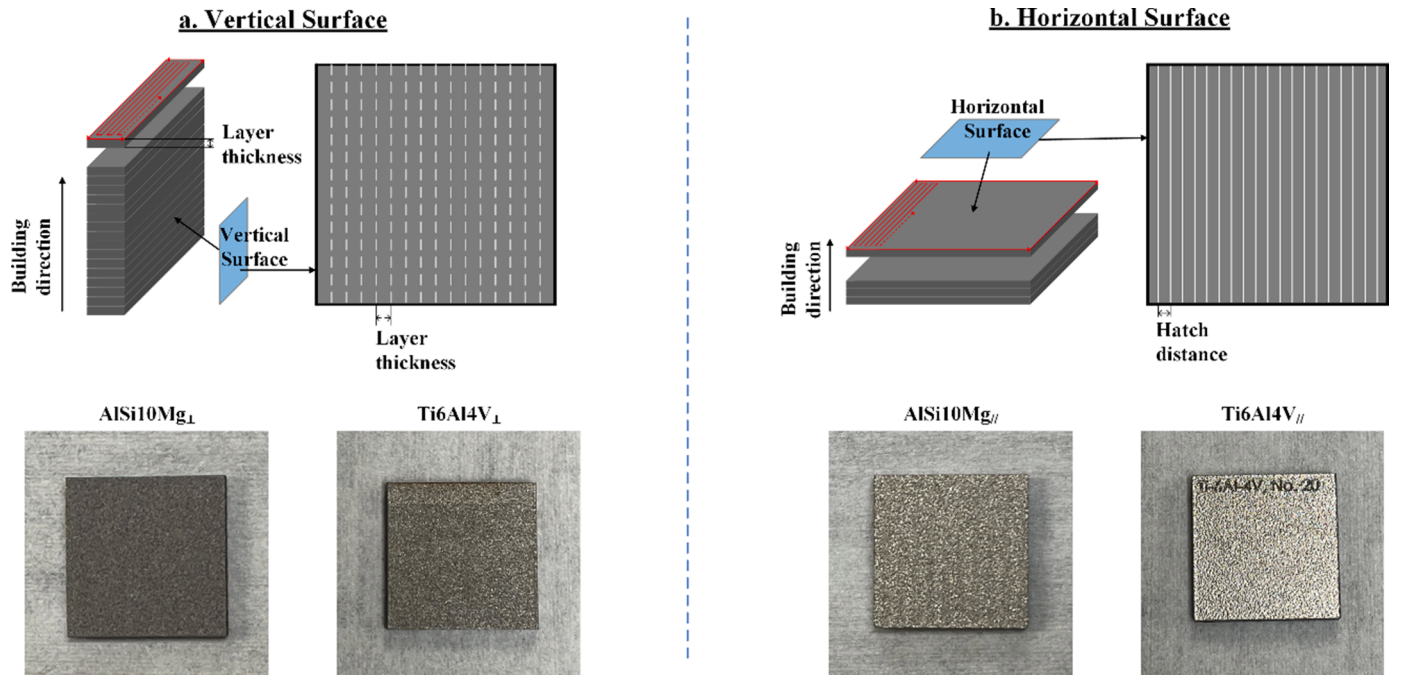 a. Vertical Surface
Layer
thickness
Building
direction
Vertical
Surface
Layer
thickness
AlSi10Mg⊥
Ti6Al4V⊥
b. Horizontal Surface
Horizontal
Surface
Building
direction
Hatch
distance
AlSi10Mg//
Ti6Al4V//
Ti-6Al-4V, No. 20